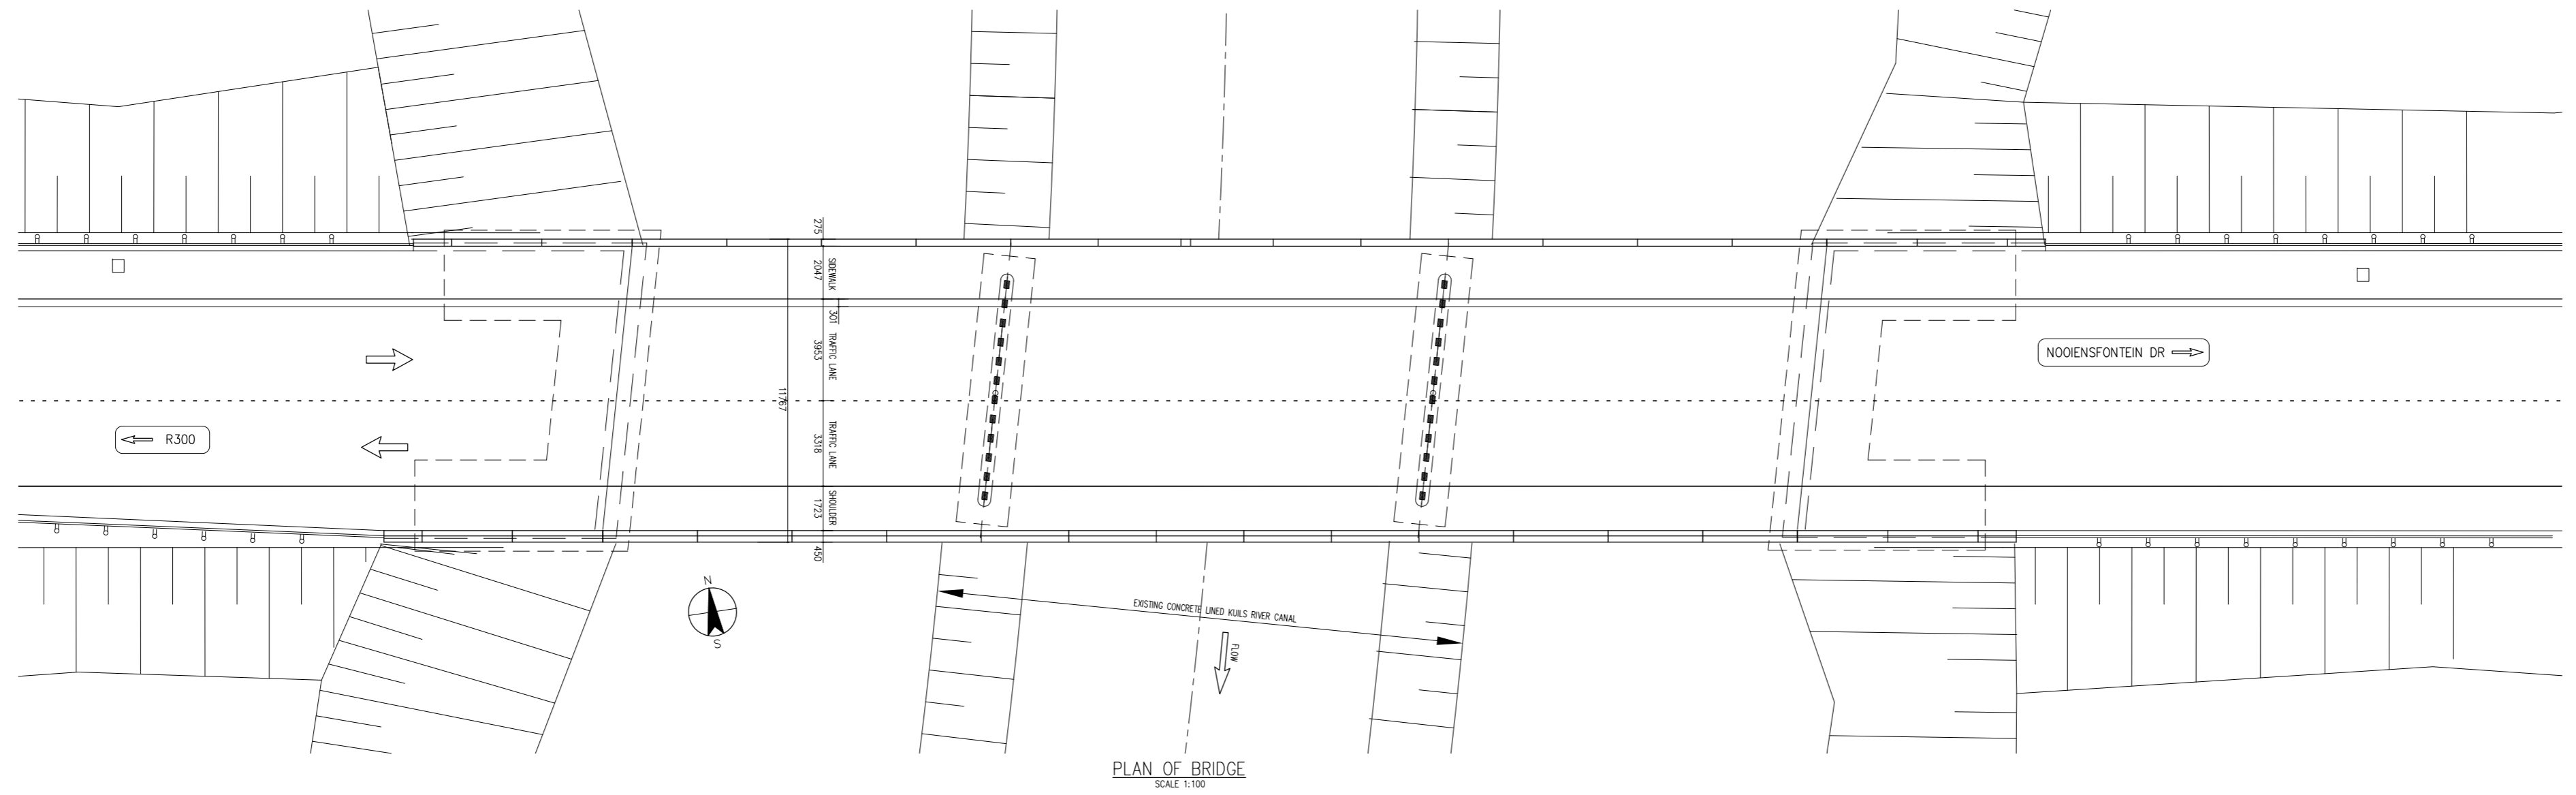 275
SIDEWALK
2047
301
TRAFFIC LANE
3953
11767
TRAFFIC LANE
3318
SHOULDER
1723
450
NOOIENSFONTEIN DR
R300
N
S
EXISTING CONCRETE LINED KUILS RIVER CANAL
FLOW
PLAN OF BRIDGE
SCALE 1:100